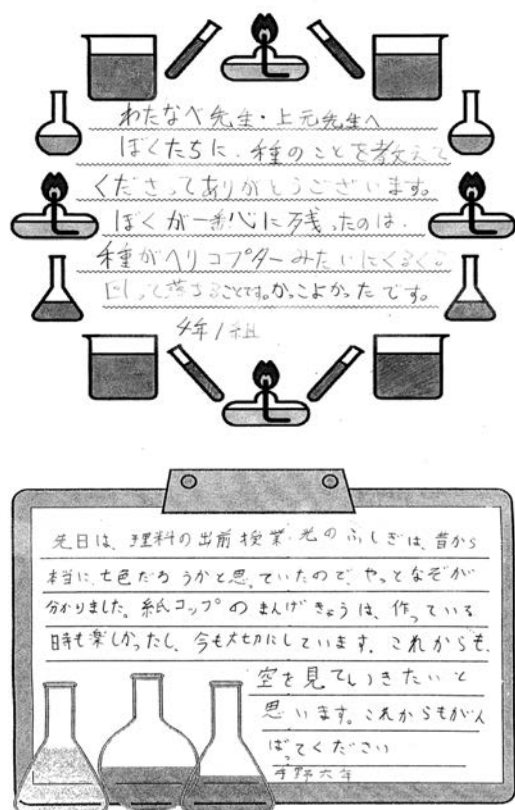 わたなべ先生・上元先生へ
ぼくたちに、種のことを教えて
くださってありがとうございます。
ぼくが一番心に残ったのは、
種がヘリコプターみたいにくるくる
回って落ちることです。かっこよかったです。
4年1組
先日は、理科の出前授業・光のふしぎは、昔から
本当に、七色だろうかと思っていたので、やっとなぞが
分かりました。紙コップのまんげきょうは、作っている
時も楽しかったし、今も大切にしています。これからも、
空を見ていきたいと
思います。これからもがん
ばってください
六年